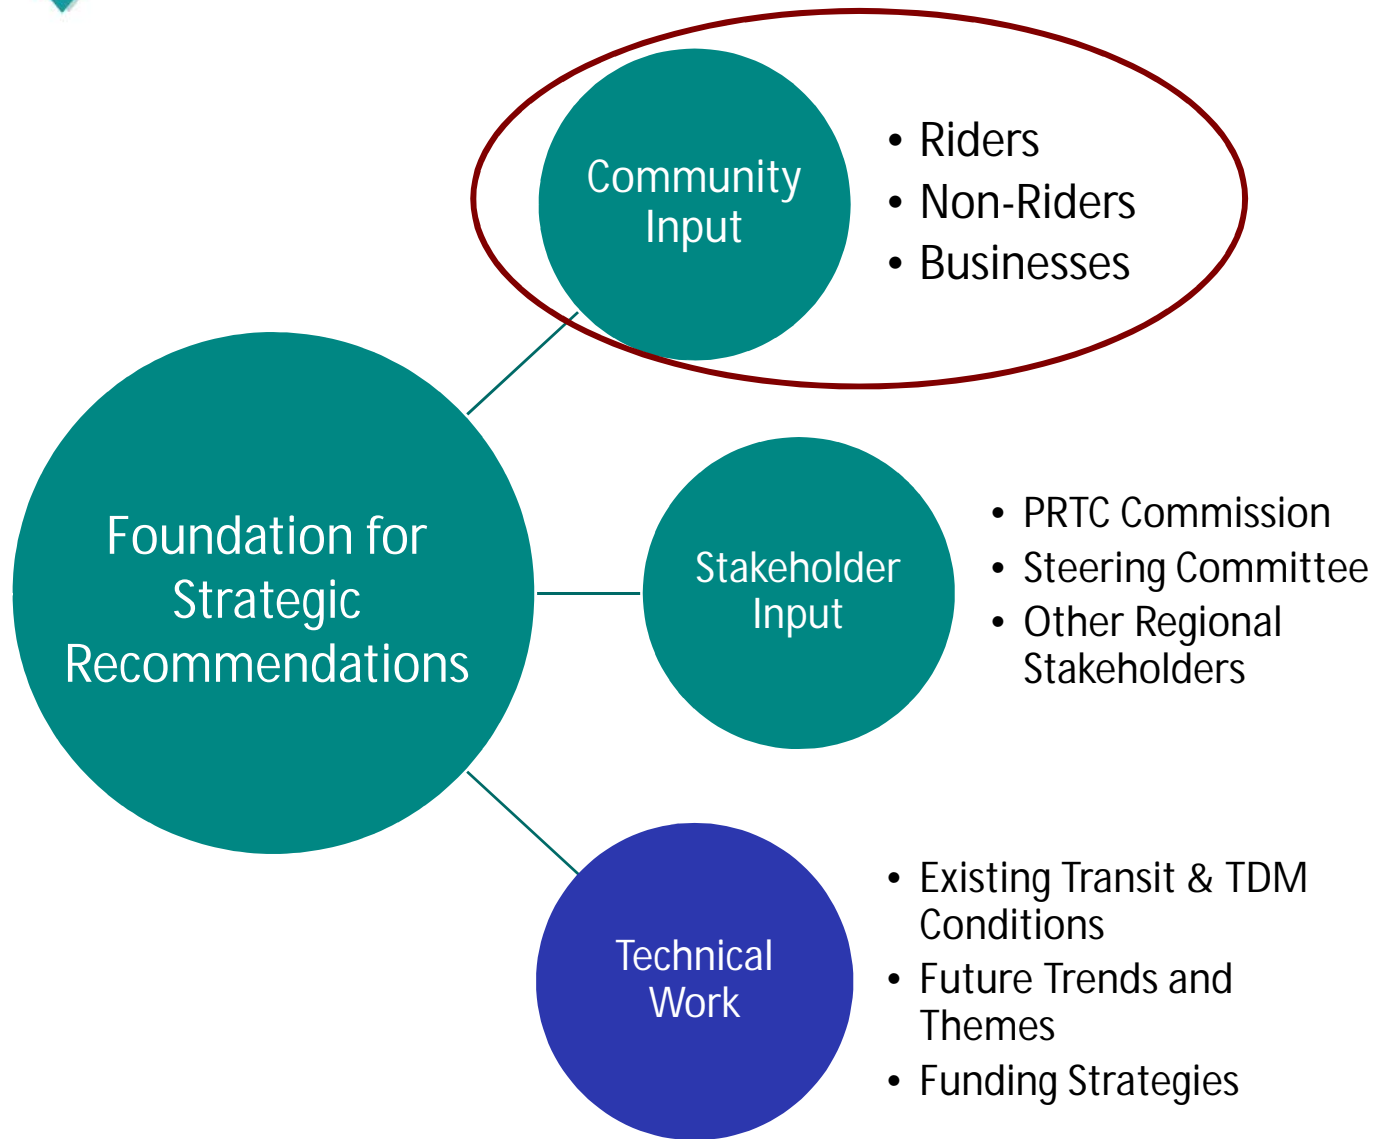 Community
Input
• Riders
• Non-Riders
• Businesses
Foundation for
Strategic
Recommendations
Stakeholder
Input
• PRTC Commission
• Steering Committee
• Other Regional
Stakeholders
Technical
Work
• Existing Transit & TDM
Conditions
• Future Trends and
Themes
• Funding Strategies